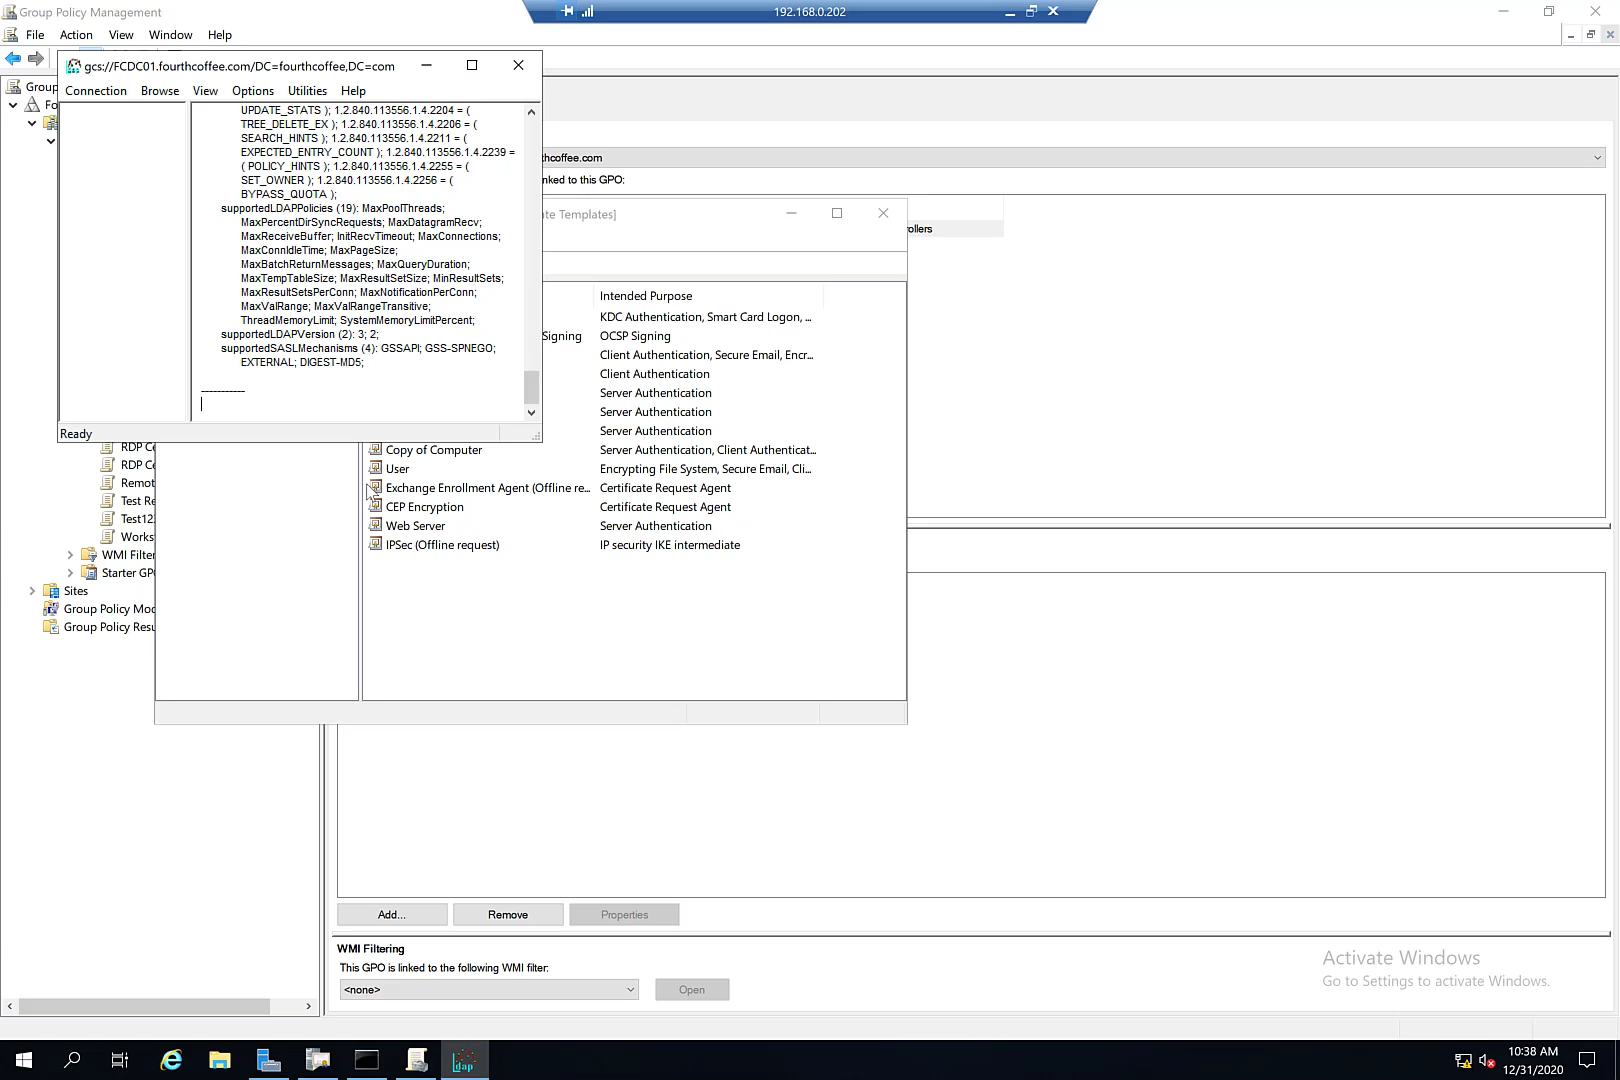 Group Policy Management
192.168.0.202
File Action View Window Help
gcs://FCDC01.fourthcoffee.com/DC=fourthcoffee,DC=com
Connection Browse View Options Utilities Help
UPDATE_STATS ); 1.2.840.113556.1.4.2204 = (
TREE_DELETE_EX ); 1.2.840.113556.1.4.2206 = (
SEARCH_HINTS ); 1.2.840.113556.1.4.2211 = (
EXPECTED_ENTRY_COUNT ); 1.2.840.113556.1.4.2239 =
( POLICY_HINTS ); 1.2.840.113556.1.4.2255 = (
SET_OWNER ); 1.2.840.113556.1.4.2256 = (
BYPASS_QUOTA );
supportedLDAPPolicies (19): MaxPoolThreads;
MaxPercentDirSyncRequests; MaxDatagramRecv;
MaxReceiveBuffer; InitRecvTimeout; MaxConnections;
MaxConnIdleTime; MaxPageSize;
MaxBatchReturnMessages; MaxQueryDuration;
MaxTempTableSize; MaxResultSetSize; MinResultSets;
MaxResultSetsPerConn; MaxNotificationPerConn;
MaxValRange; MaxValRangeTransitive;
ThreadMemoryLimit; SystemMemoryLimitPercent;
supportedLDAPVersion (2): 3; 2;
supportedSASLMechanisms (4): GSSAPI; GSS-SPNEGO;
EXTERNAL; DIGEST-MD5;
-----------
Ready
Group
Fo
RDP Ce
RDP Ce
Remot
Test Re
Test12
Works
WMI Filter
Starter GP
Sites
Group Policy Mod
Group Policy Resu
thcoffee.com
nked to this GPO:
ollers
te Templates]
Intended Purpose
KDC Authentication, Smart Card Logon, ...
Signing OCSP Signing
Client Authentication, Secure Email, Encr...
Client Authentication
Server Authentication
Server Authentication
Server Authentication
Copy of Computer Server Authentication, Client Authenticat...
User Encrypting File System, Secure Email, Cli...
Exchange Enrollment Agent (Offline re... Certificate Request Agent
CEP Encryption Certificate Request Agent
Web Server Server Authentication
IPSec (Offline request) IP security IKE intermediate
Add... Remove Properties
WMI Filtering
This GPO is linked to the following WMI filter:
<none> Open
Activate Windows
Go to Settings to activate Windows.
ldap
10:38 AM
12/31/2020